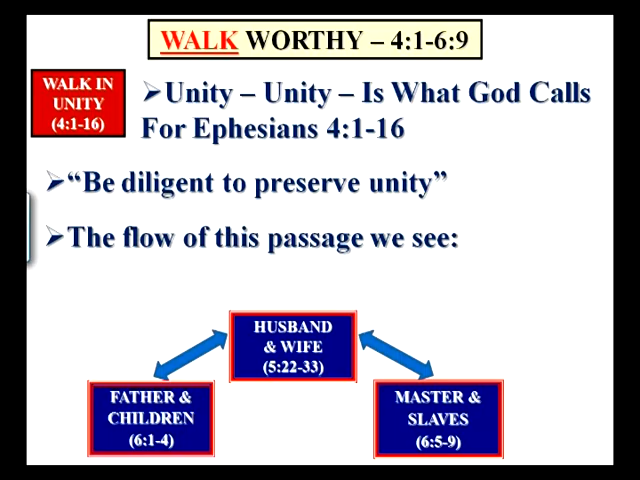 WALK WORTHY – 4:1-6:9
WALK IN
UNITY
(4:1-16)
➢Unity – Unity – Is What God Calls
For Ephesians 4:1-16
➢“Be diligent to preserve unity”
➢The flow of this passage we see:
HUSBAND
& WIFE
(5:22-33)
FATHER &
CHILDREN
(6:1-4)
MASTER &
SLAVES
(6:5-9)